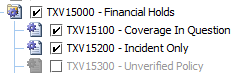 TXV15000 - Financial Holds
TXV15100 - Coverage In Question
TXV15200 - Incident Only
TXV15300 - Unverified Policy